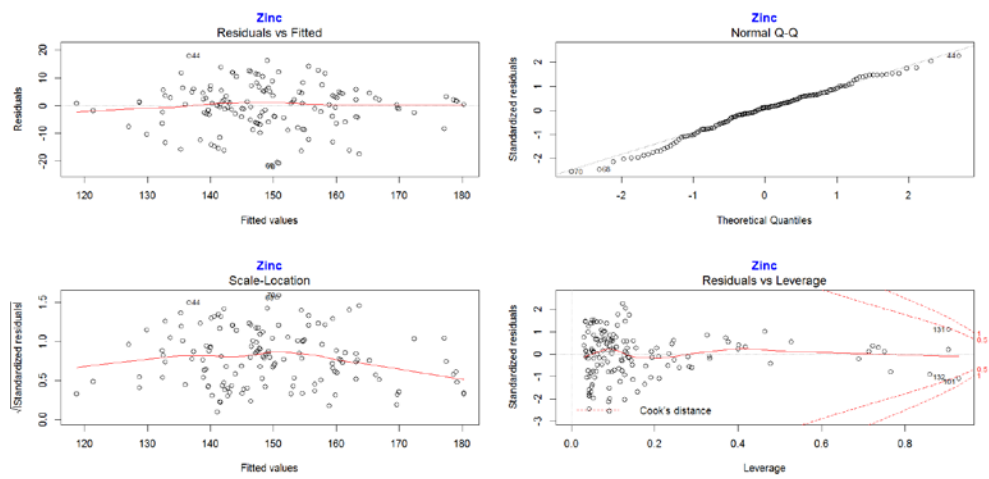 Zinc
Residuals vs Fitted
Residuals
20
10
0
-10
-20
44
120 130 140 150 160 170 180
Fitted values
Zinc
Normal Q-Q
Standardized residuals
2
1
0
-1
-2
44
70
68
-2 -1 0 1 2
Theoretical Quantiles
Zinc
Scale-Location
√|Standardized residuals|
1.5
1.0
0.5
0.0
44
120 130 140 150 160 170 180
Fitted values
Zinc
Residuals vs Leverage
Standardized residuals
2
1
0
-1
-2
-3
131
132
101
1
0.5
0.5
1
Cook's distance
0.0 0.2 0.4 0.6 0.8
Leverage